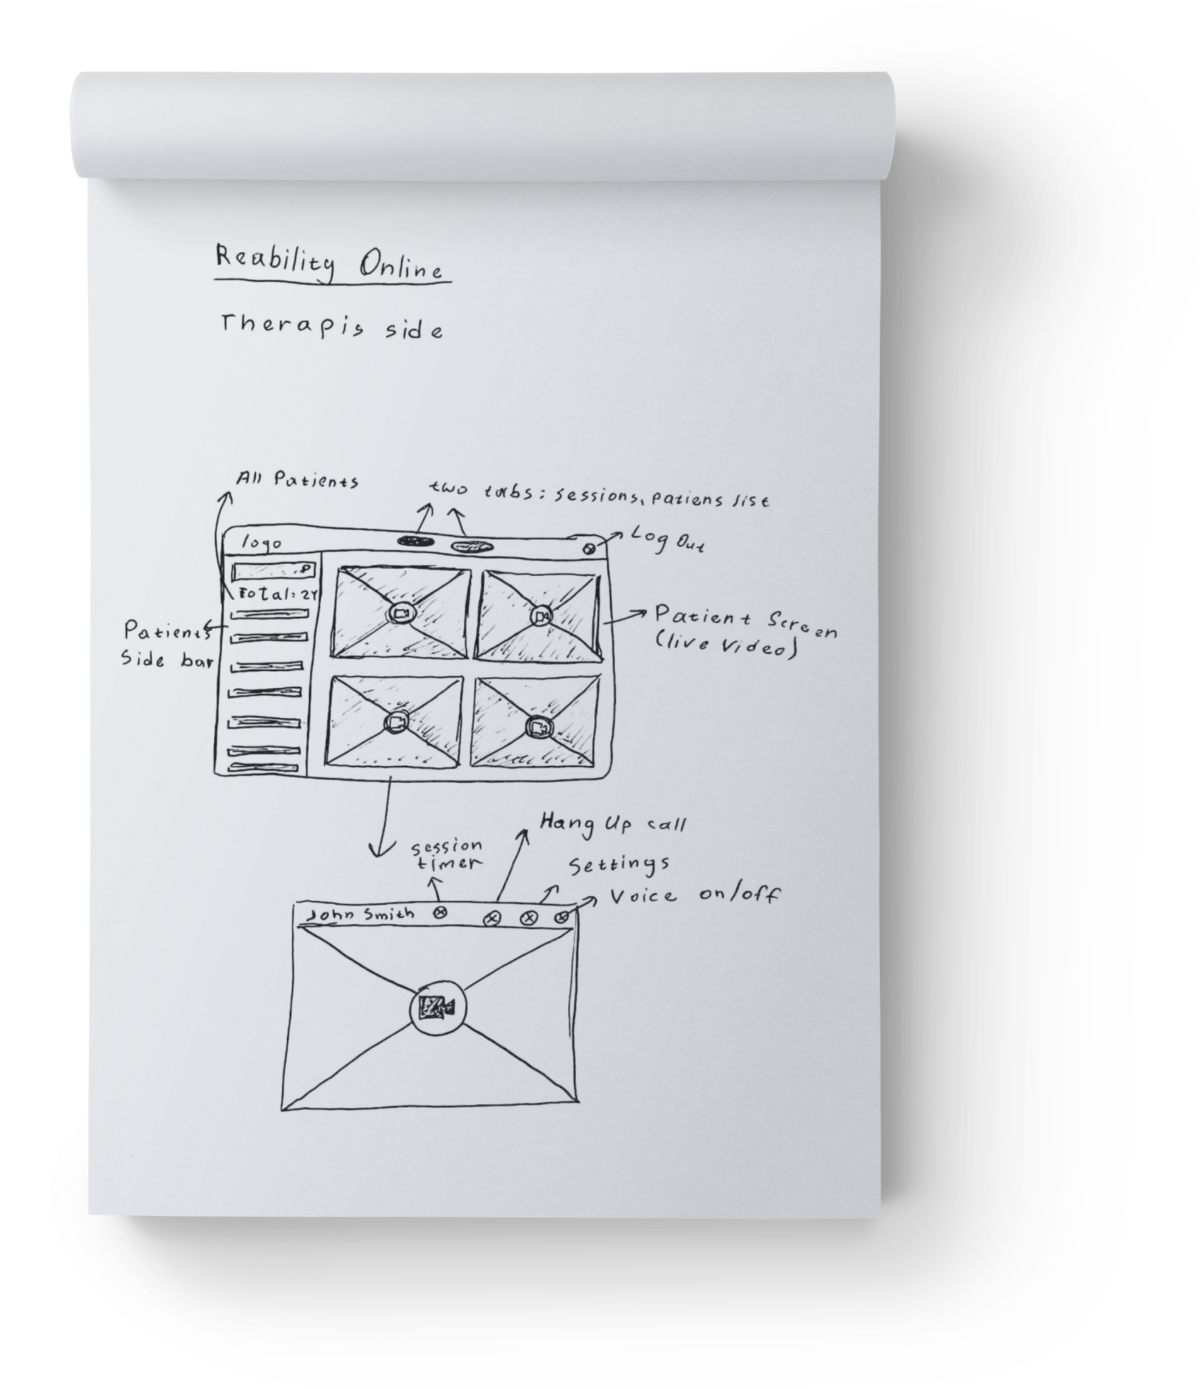 Reability Online
Therapis side
All Patients
two tabs: sessions, patiens list
logo
Log Out
Total: 24
Patients
Side bar
Patient Screen
(live Video)
Hang Up call
session
timer
Settings
Voice on/off
John Smith